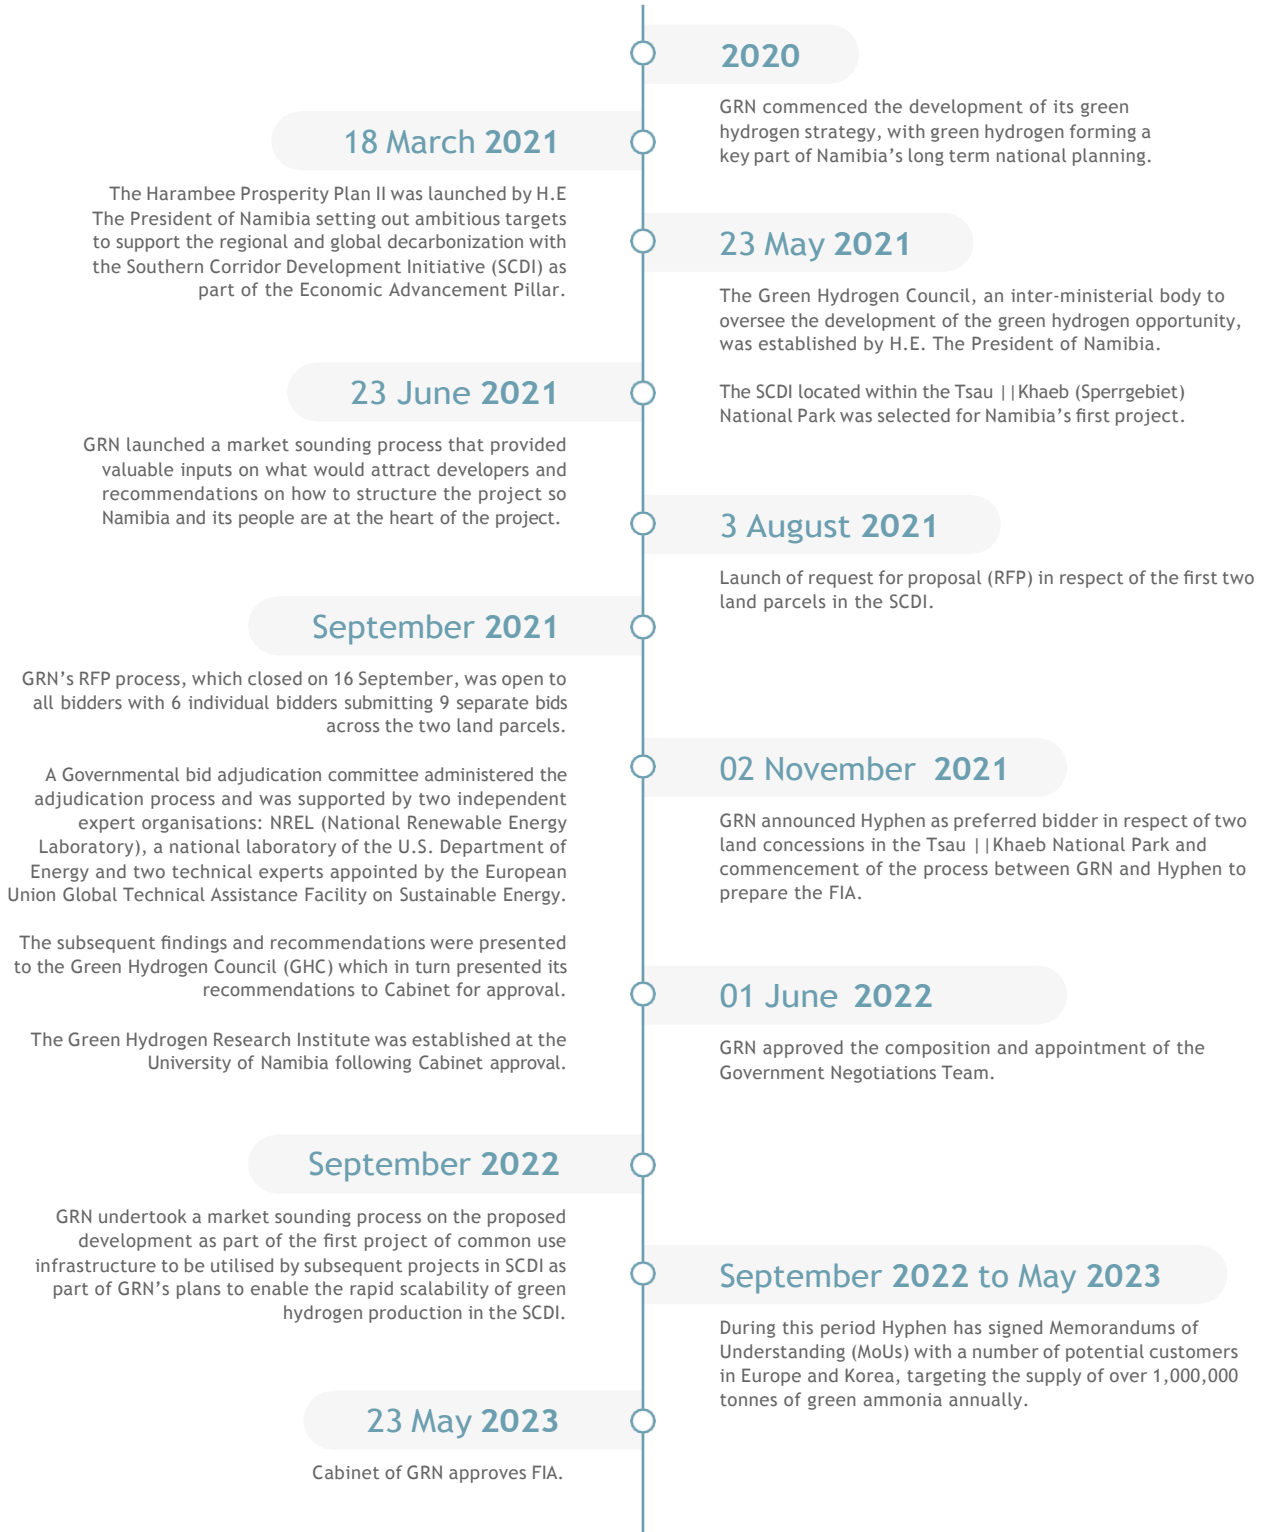 2020
GRN commenced the development of its green
hydrogen strategy, with green hydrogen forming a
key part of Namibia’s long term national planning.
18 March 2021
The Harambee Prosperity Plan II was launched by H.E
The President of Namibia setting out ambitious targets
to support the regional and global decarbonization with
the Southern Corridor Development Initiative (SCDI) as
part of the Economic Advancement Pillar.
23 May 2021
The Green Hydrogen Council, an inter-ministerial body to
oversee the development of the green hydrogen opportunity,
was established by H.E. The President of Namibia.
The SCDI located within the Tsau ||Khaeb (Sperrgebiet)
National Park was selected for Namibia’s first project.
23 June 2021
GRN launched a market sounding process that provided
valuable inputs on what would attract developers and
recommendations on how to structure the project so
Namibia and its people are at the heart of the project.
3 August 2021
Launch of request for proposal (RFP) in respect of the first two
land parcels in the SCDI.
September 2021
GRN’s RFP process, which closed on 16 September, was open to
all bidders with 6 individual bidders submitting 9 separate bids
across the two land parcels.
A Governmental bid adjudication committee administered the
adjudication process and was supported by two independent
expert organisations: NREL (National Renewable Energy
Laboratory), a national laboratory of the U.S. Department of
Energy and two technical experts appointed by the European
Union Global Technical Assistance Facility on Sustainable Energy.
The subsequent findings and recommendations were presented
to the Green Hydrogen Council (GHC) which in turn presented its
recommendations to Cabinet for approval.
The Green Hydrogen Research Institute was established at the
University of Namibia following Cabinet approval.
02 November 2021
GRN announced Hyphen as preferred bidder in respect of two
land concessions in the Tsau ||Khaeb National Park and
commencement of the process between GRN and Hyphen to
prepare the FIA.
01 June 2022
GRN approved the composition and appointment of the
Government Negotiations Team.
September 2022
GRN undertook a market sounding process on the proposed
development as part of the first project of common use
infrastructure to be utilised by subsequent projects in SCDI as
part of GRN’s plans to enable the rapid scalability of green
hydrogen production in the SCDI.
September 2022 to May 2023
During this period Hyphen has signed Memorandums of
Understanding (MoUs) with a number of potential customers
in Europe and Korea, targeting the supply of over 1,000,000
tonnes of green ammonia annually.
23 May 2023
Cabinet of GRN approves FIA.